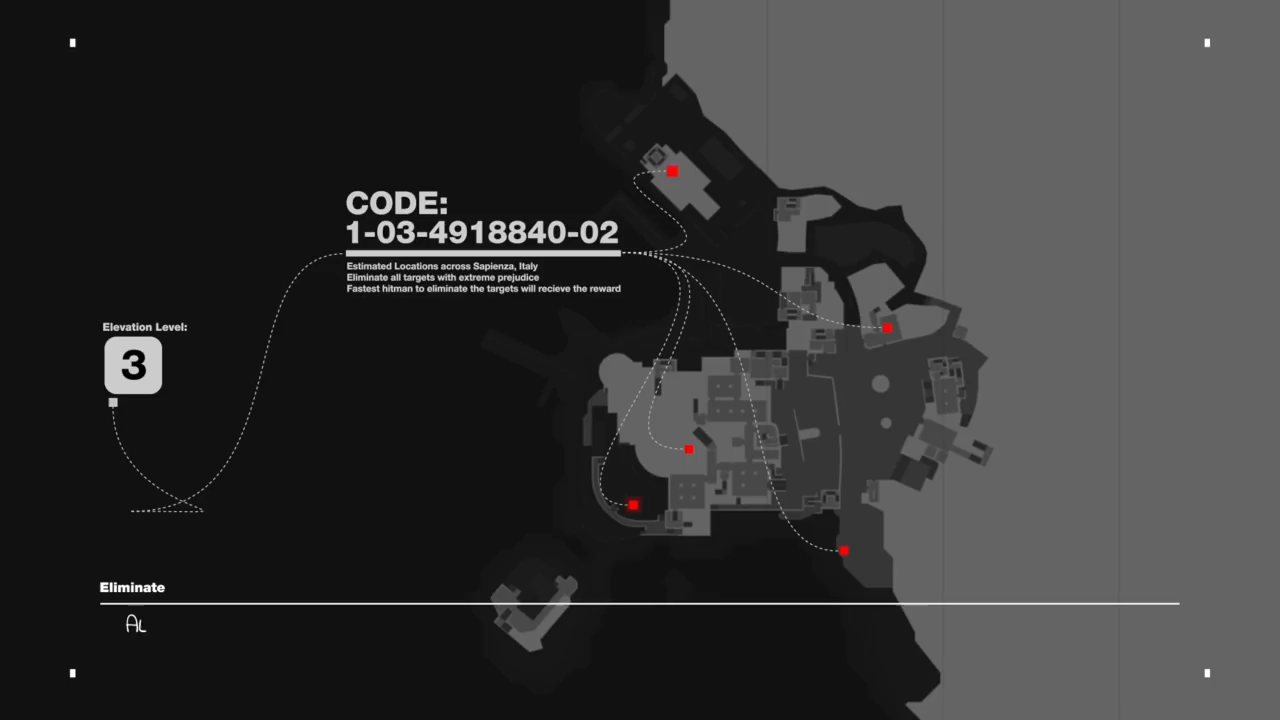 CODE:
1-03-4918840-02
Estimated Locations across Sapienza, Italy
Eliminate all targets with extreme prejudice
Fastest hitman to eliminate the targets will recieve the reward
Elevation Level:
3
Eliminate
AL